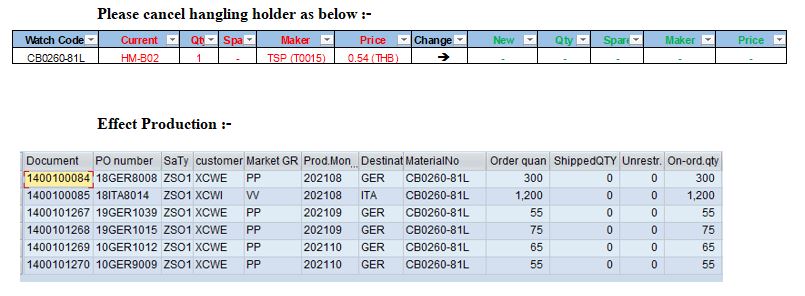 Please cancel hangling holder as below :-
Watch Code Current Qty Spa Maker Price Change New Qty Spare Maker Price
CB0260-81L HM-B02 1 - TSP (T0015) 0.54 (THB) ➔ - - - - -
Effect Production :-
Document PO number SaTy customer Market GR Prod.Mon... Destinat MaterialNo Order quan ShippedQTY Unrestr. On-ord.qty
1400100084 18GER8008 ZSO1 XCWE PP 202108 GER CB0260-81L 300 0 0 300
1400100085 18ITA8014 ZSO1 XCWI VV 202108 ITA CB0260-81L 1,200 0 0 1,200
1400101267 19GER1039 ZSO1 XCWE PP 202109 GER CB0260-81L 55 0 0 55
1400101268 19GER1015 ZSO1 XCWE PP 202109 GER CB0260-81L 75 0 0 75
1400101269 10GER1012 ZSO1 XCWE PP 202110 GER CB0260-81L 65 0 0 65
1400101270 10GER9009 ZSO1 XCWE PP 202110 GER CB0260-81L 55 0 0 55